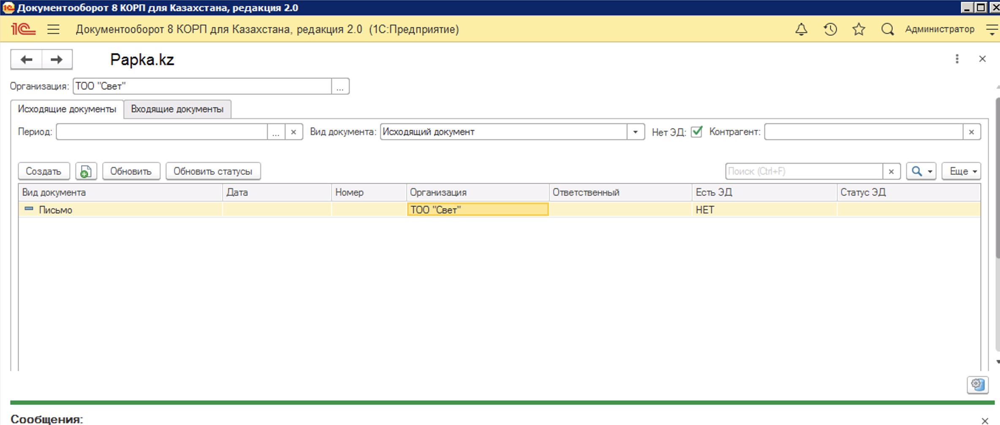 Документооборот 8 КОРП для Казахстана, редакция 2.0
1С Документооборот 8 КОРП для Казахстана, редакция 2.0 (1С:Предприятие) Администратор
Papka.kz
Организация: ТОО "Свет" ...
Исходящие документы Входящие документы
Период: ... × Вид документа: Исходящий документ Нет ЭД: Контрагент: ×
Создать Обновить Обновить статусы Поиск (Ctrl+F) × Еще
Вид документа Дата Номер Организация Ответственный Есть ЭД Статус ЭД
Письмо ТОО "Свет" НЕТ
Сообщения: